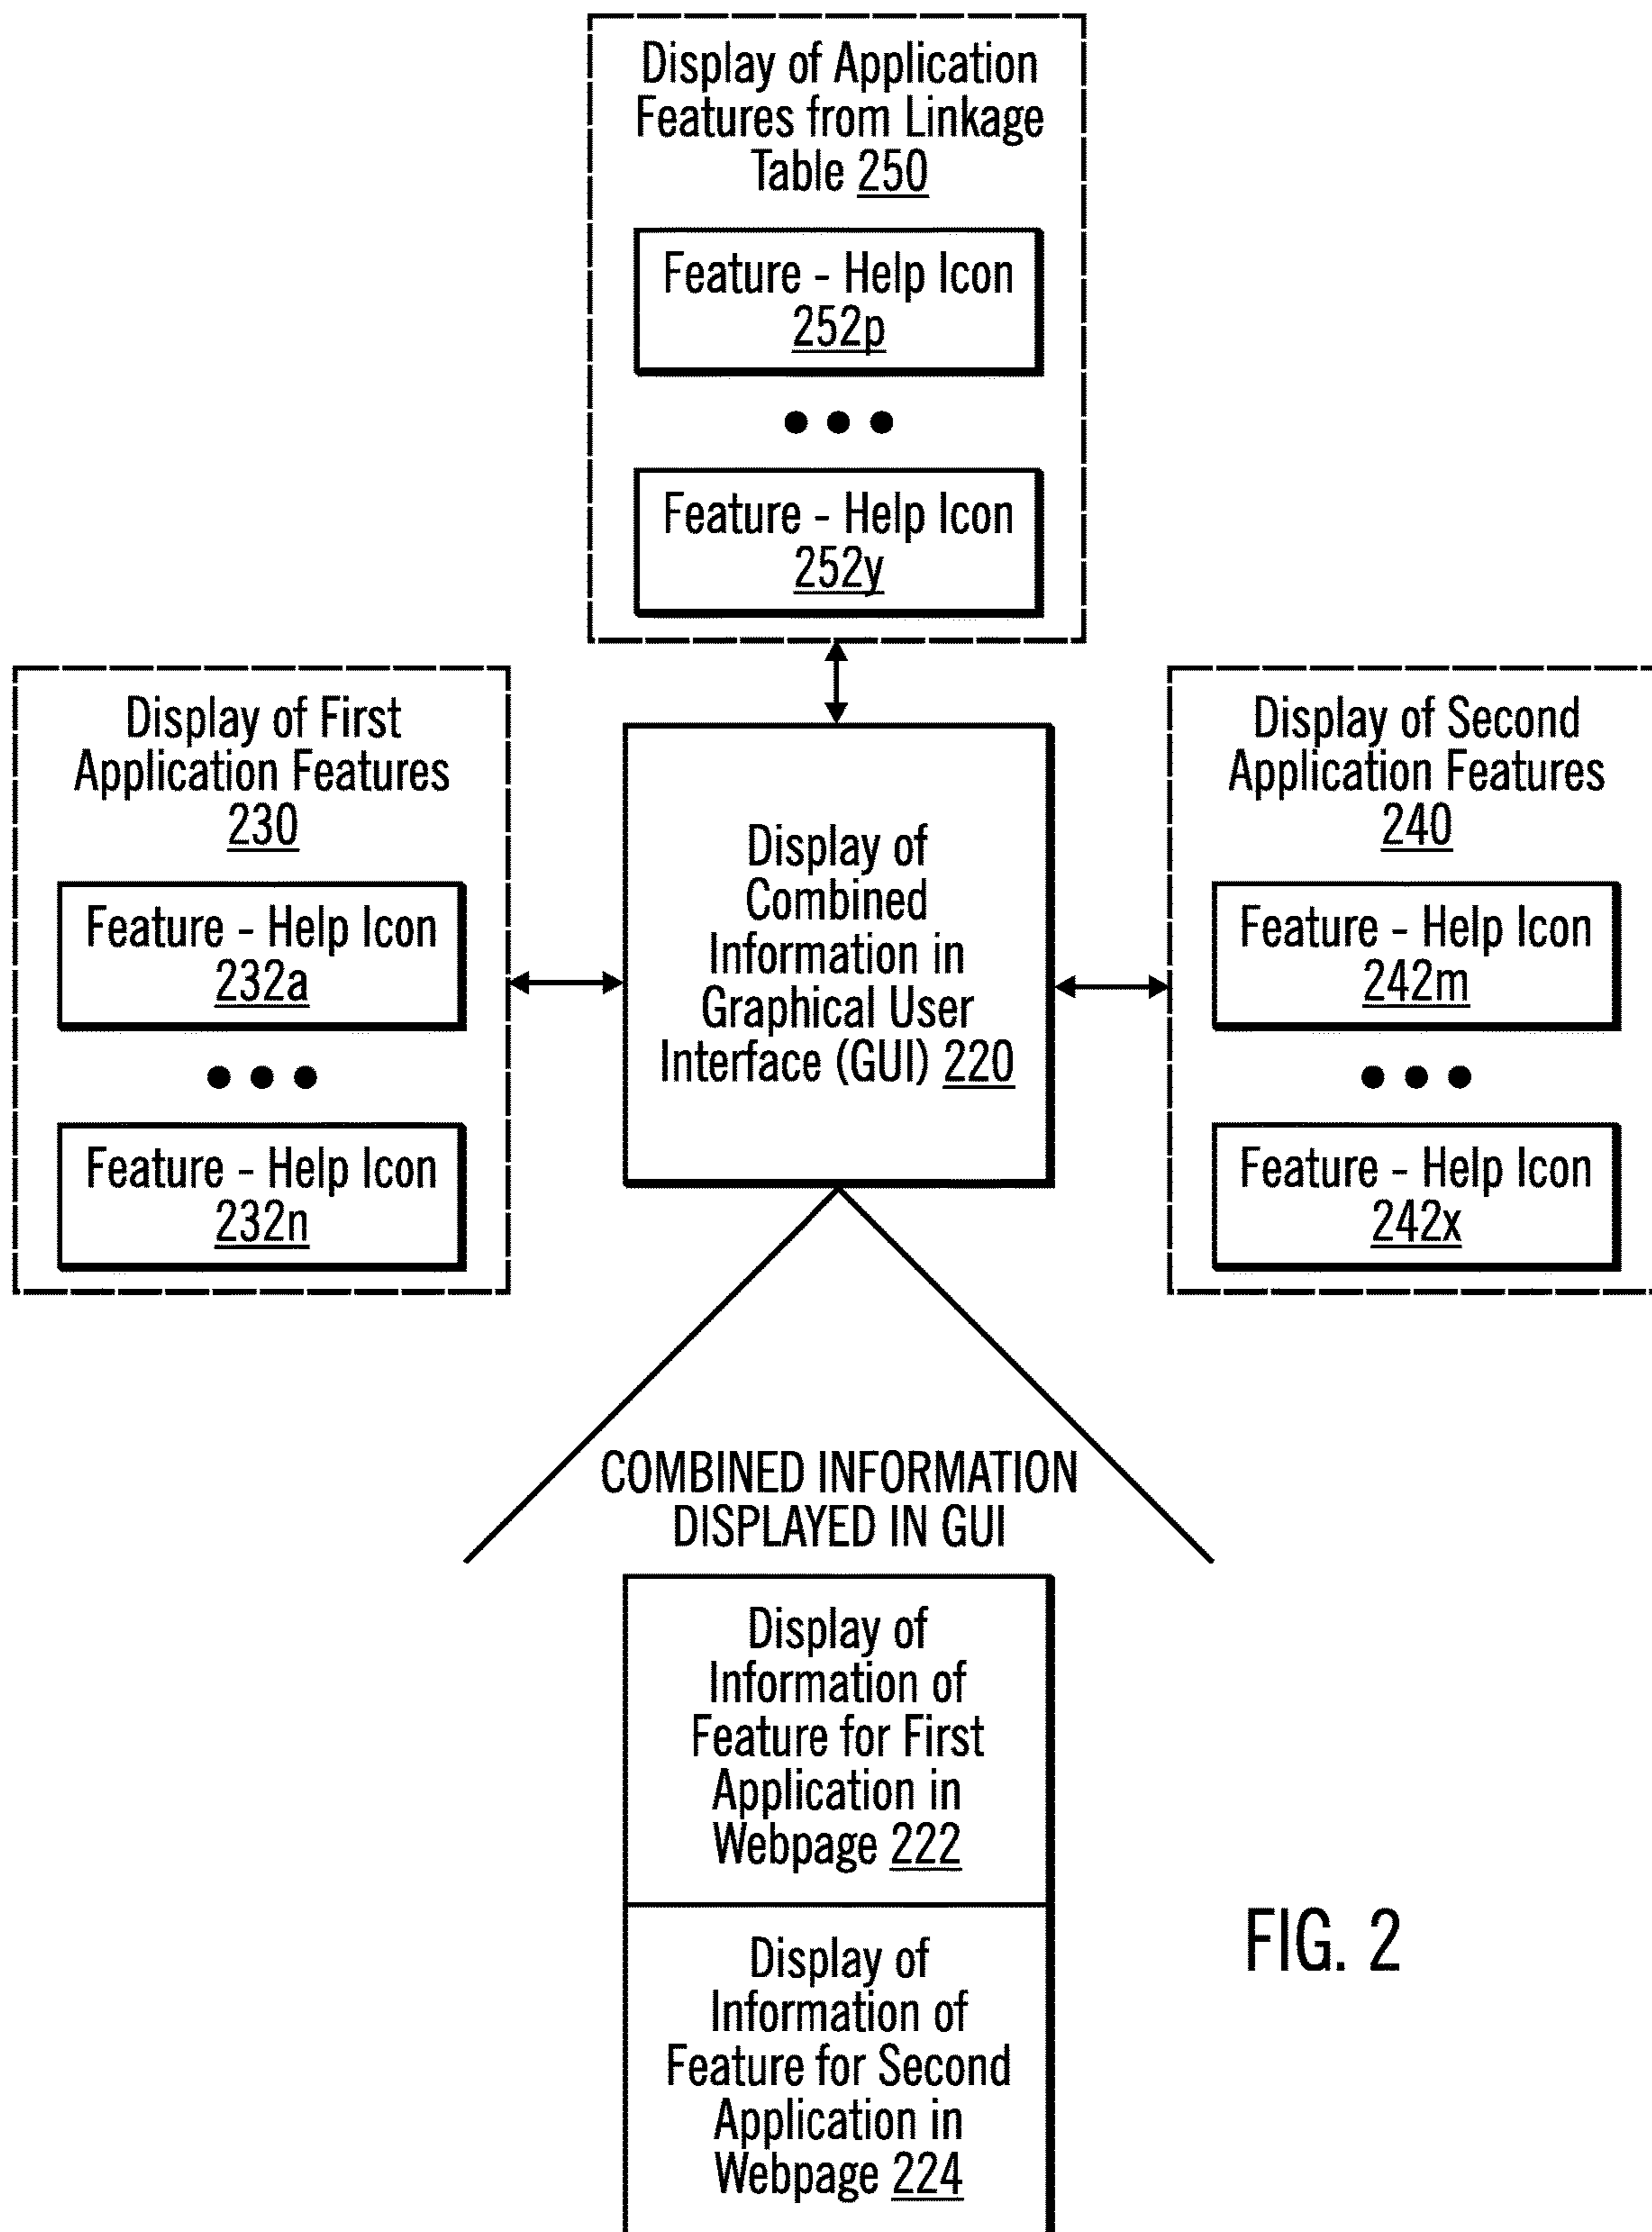 Display of Application
Features from Linkage
Table 250
Feature - Help Icon
252p
Feature - Help Icon
252y
Display of First
Application Features
230
Feature - Help Icon
232a
Feature - Help Icon
232n
Display of
Combined
Information in
Graphical User
Interface (GUI) 220
Display of Second
Application Features
240
Feature - Help Icon
242m
Feature - Help Icon
242x
COMBINED INFORMATION
DISPLAYED IN GUI
Display of
Information of
Feature for First
Application in
Webpage 222
Display of
Information of
Feature for Second
Application in
Webpage 224
FIG. 2